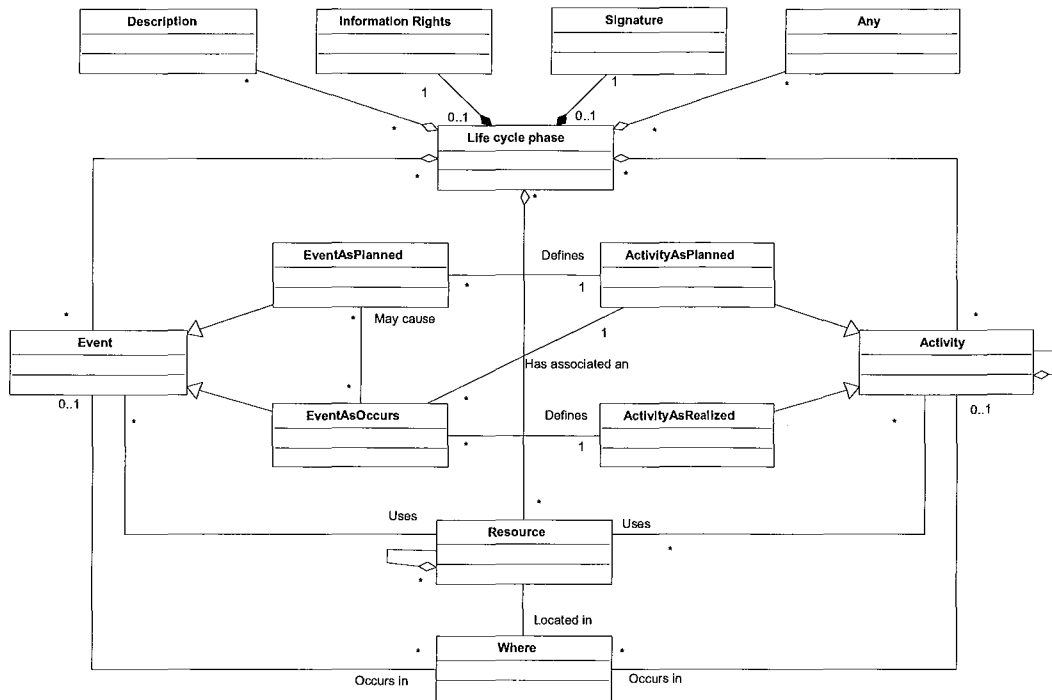 Description
Information Rights
Signature
Any
*
1
1
*
0..1
0..1
*
*
Life cycle phase
*
*
*
EventAsPlanned
Defines
ActivityAsPlanned
*
1
*
*
*
May cause
1
Event
Activity
Has associated an
0..1
*
*
EventAsOccurs
Defines
ActivityAsRealized
0..1
*
*
*
1
*
Uses
Resource
Uses
*
*
Located in
*
Where
*
Occurs in
Occurs in